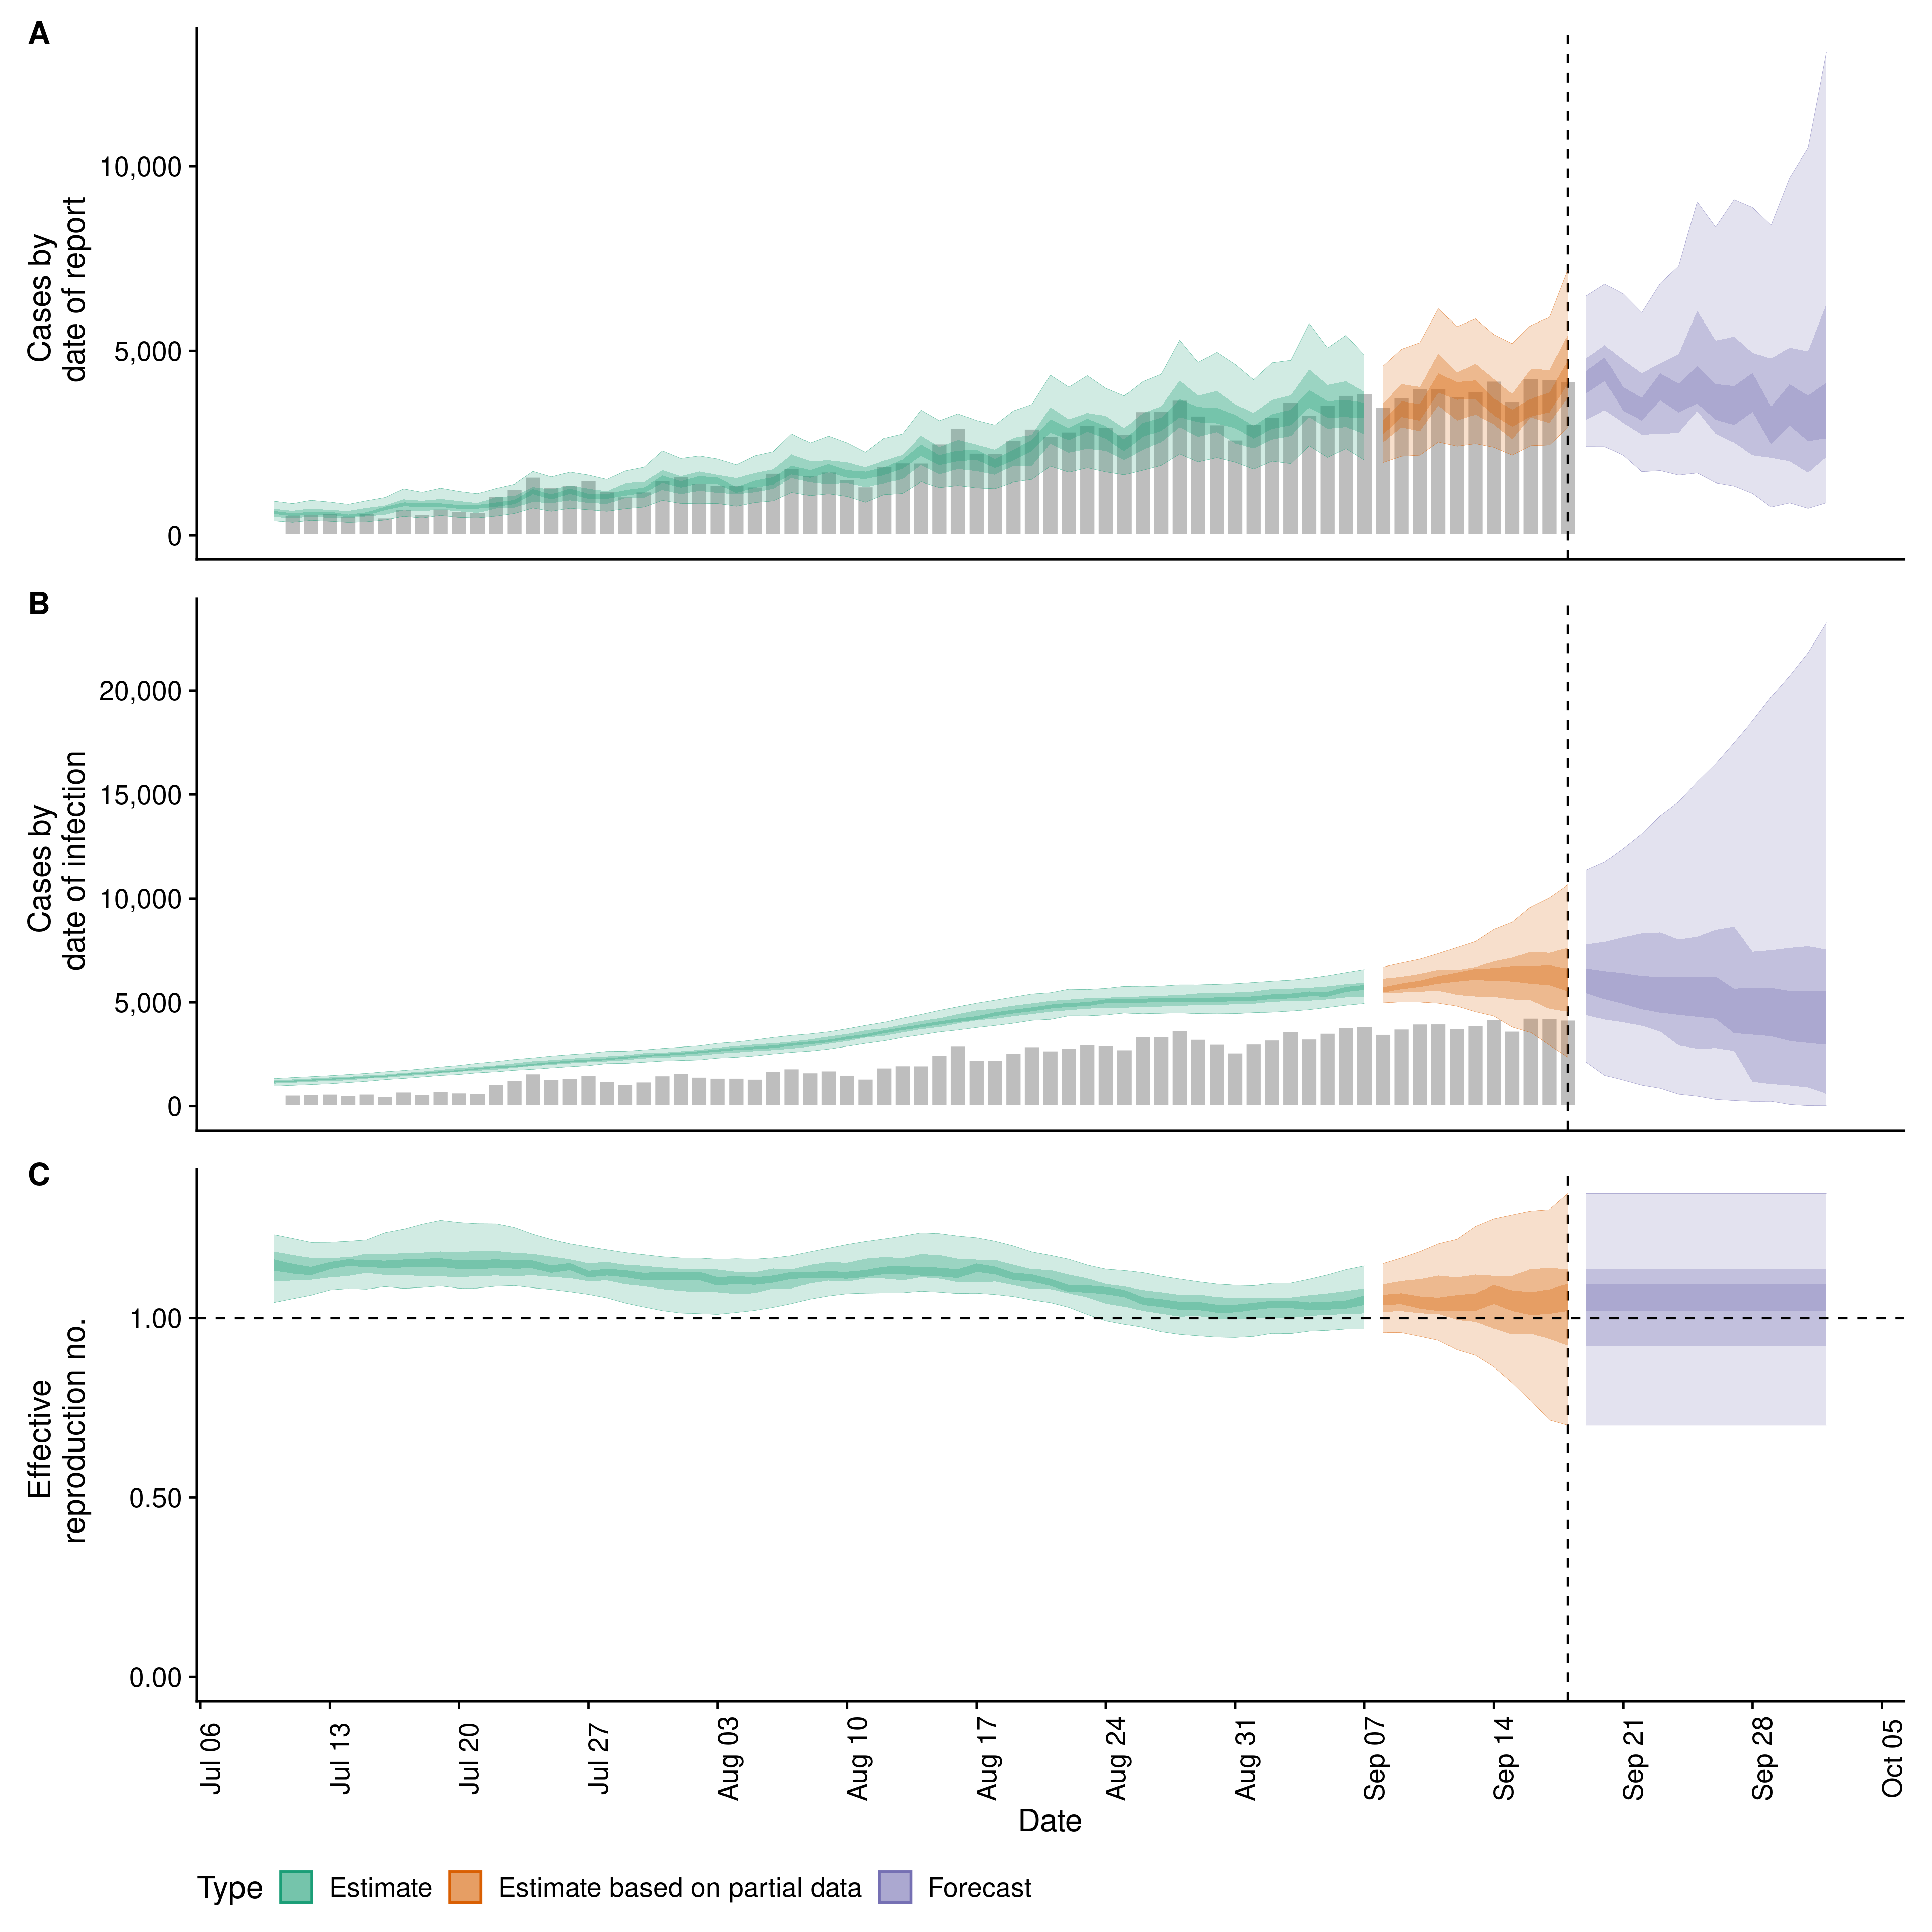 A
Cases by
date of report
10,000
5,000
0
B
Cases by
date of infection
20,000
15,000
10,000
5,000
0
C
Effective
reproduction no.
1.00
0.50
0.00
Jul 06
Jul 13
Jul 20
Jul 27
Aug 03
Aug 10
Aug 17
Aug 24
Aug 31
Sep 07
Sep 14
Sep 21
Sep 28
Oct 05
Date
Type Estimate Estimate based on partial data Forecast